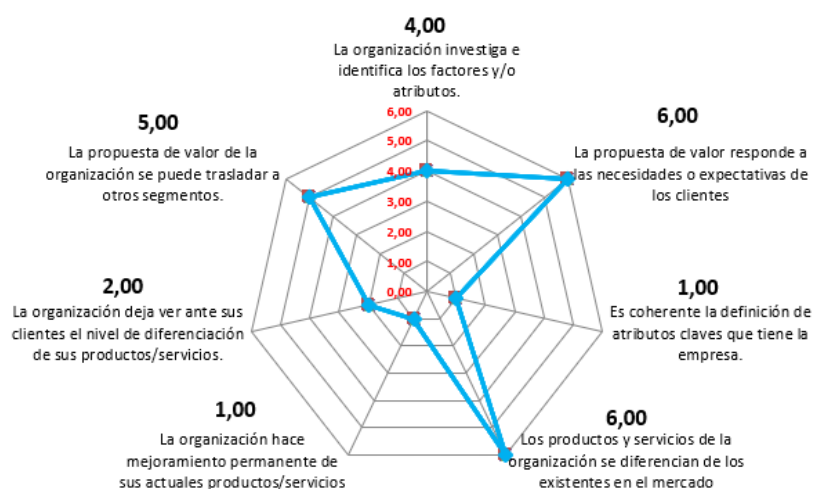 4,00
La organización investiga e
identifica los factores y/o
atributos.
6,00
La propuesta de valor responde a
las necesidades o expectativas de
los clientes
1,00
Es coherente la definición de
atributos claves que tiene la
empresa.
6,00
Los productos y servicios de la
organización se diferencian de los
existentes en el mercado
1,00
La organización hace
mejoramiento permanente de
sus actuales productos/servicios
2,00
La organización deja ver ante sus
clientes el nivel de diferenciación
de sus productos/servicios.
5,00
La propuesta de valor de la
organización se puede trasladar a
otros segmentos.
6,00
5,00
4,00
3,00
2,00
1,00
0,00